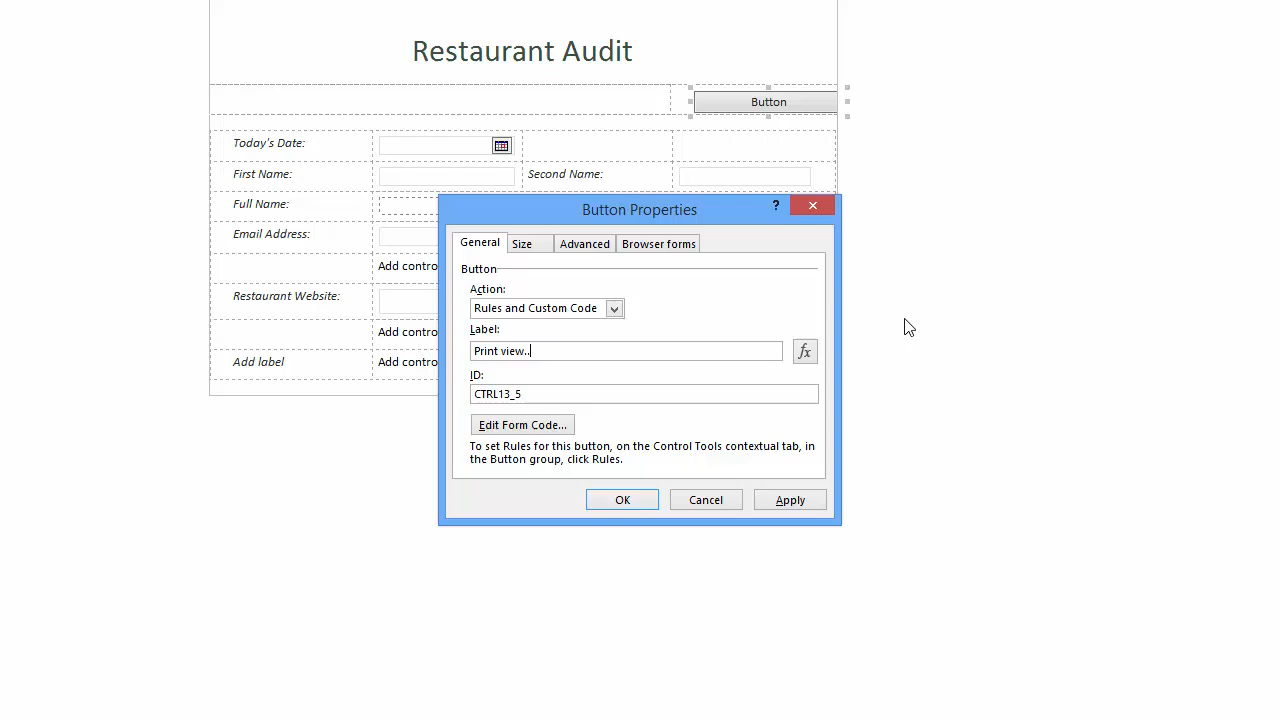 Restaurant Audit
Button
Today's Date:
First Name:
Second Name:
Full Name:
Email Address:
Add contro
Restaurant Website:
Add contro
Add label
Add contro
Button Properties
?
General
Size
Advanced
Browser forms
Button
Action:
Rules and Custom Code
Label:
Print view..
fx
ID:
CTRL13_5
Edit Form Code...
To set Rules for this button, on the Control Tools contextual tab, in
the Button group, click Rules.
OK
Cancel
Apply